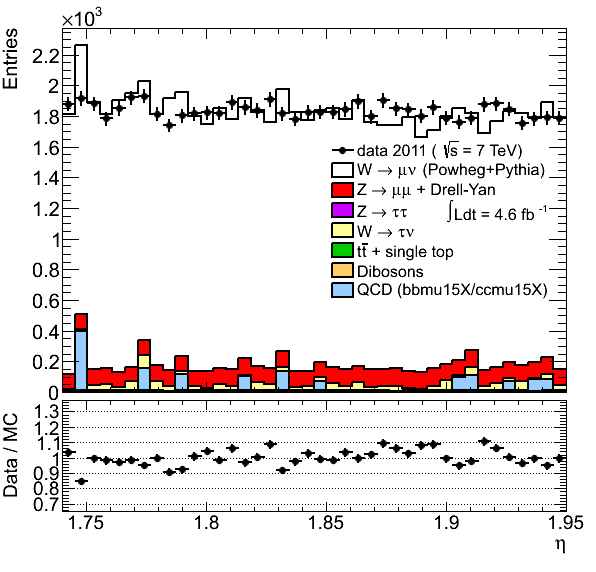 ×10³
Entries
2.2
2
1.8
1.6
1.4
1.2
1
0.8
0.6
0.4
0.2
0
data 2011 ( √s = 7 TeV)
W → μν (Powheg+Pythia)
Z → μμ + Drell-Yan
Z → ττ
∫Ldt = 4.6 fb⁻¹
W → τν
tt̅ + single top
Dibosons
QCD (bbmu15X/ccmu15X)
Data / MC
1.3
1.2
1.1
1
0.9
0.8
0.7
1.75
1.8
1.85
1.9
1.95
η